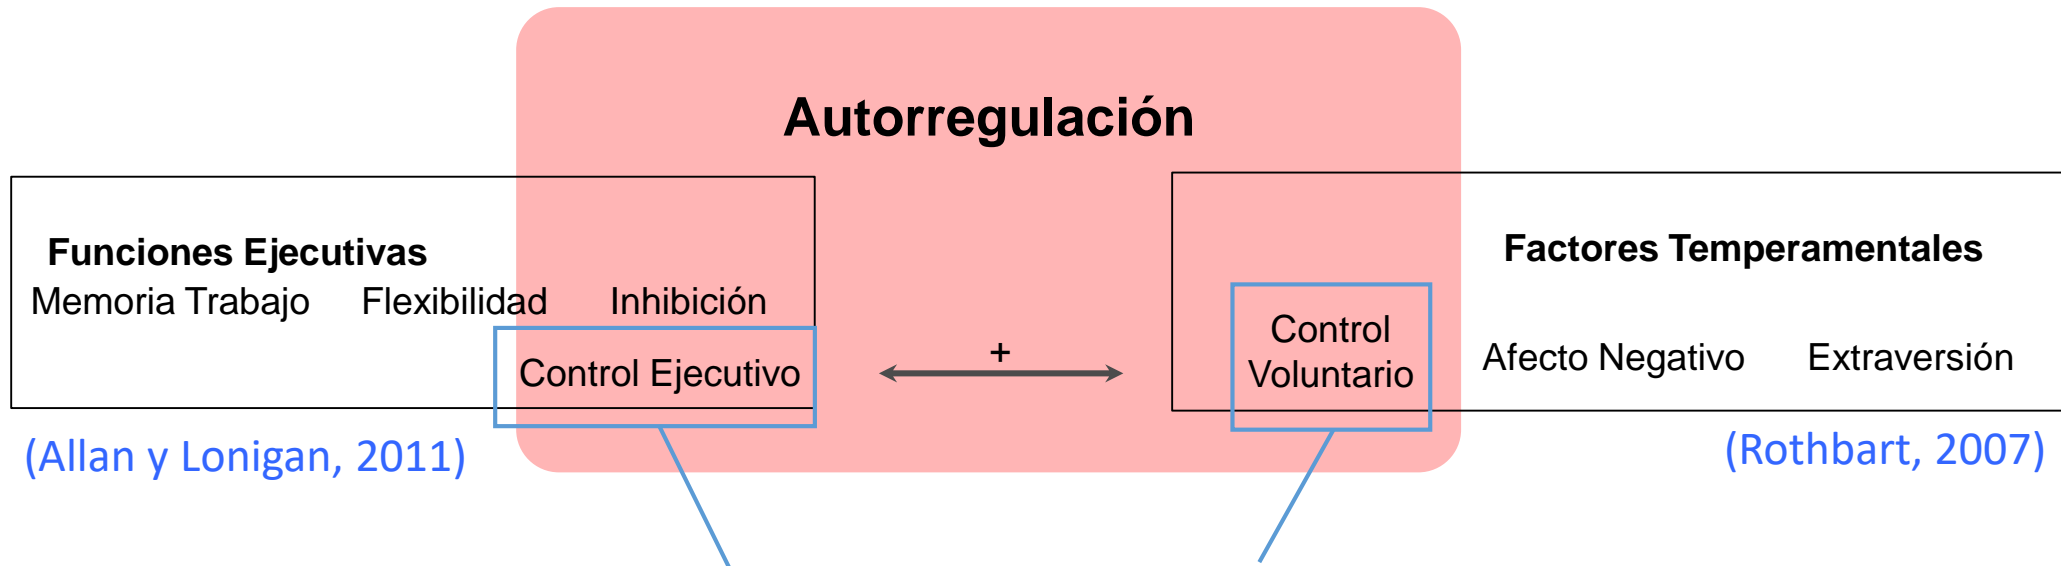 Autorregulación
Funciones Ejecutivas
Memoria Trabajo Flexibilidad Inhibición
Control Ejecutivo
(Allan y Lonigan, 2011)
+
Factores Temperamentales
Control
Voluntario
Afecto Negativo Extraversión
(Rothbart, 2007)